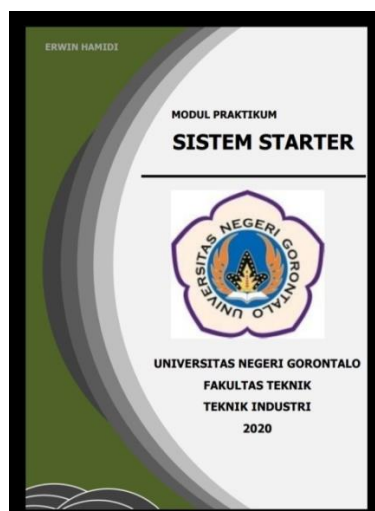 ERWIN HAMIDI
MODUL PRAKTIKUM
SISTEM STARTER
UNIVERSITAS NEGERI GORONTALO
UNIVERSITAS NEGERI GORONTALO
FAKULTAS TEKNIK
TEKNIK INDUSTRI
2020